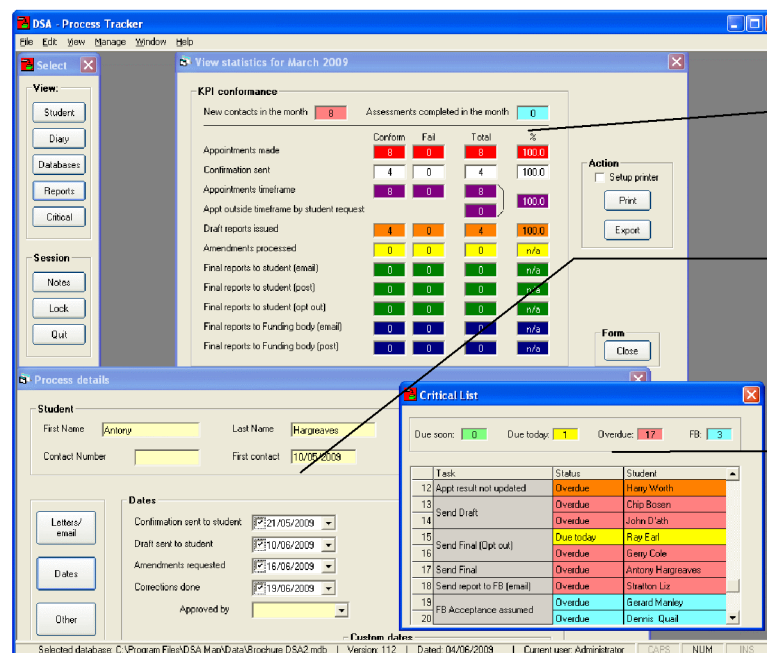 DSA - Process Tracker
File Edit View Manage Window Help
Select
View:
Student
Diary
Databases
Reports
Critical
Session
Notes
Lock
Quit
View statistics for March 2009
KPI conformance
New contacts in the month 8 Assessments completed in the month 0
Conform Fail Total %
Appointments made 8 0 8 100.0
Confirmation sent 4 0 4 100.0
Appointments timeframe 8 0 8 100.0
Appt outside timeframe by student request 0
Draft reports issued 4 0 4 100.0
Amendments processed 0 0 0 n/a
Final reports to student (email) 0 0 0 n/a
Final reports to student (post) 0 0 0 n/a
Final reports to student (opt out) 0 0 0 n/a
Final reports to Funding body (email) 0 0 0 n/a
Final reports to Funding body (post) 0 0 0 n/a
Action
Setup printer
Print
Export
Form
Close
Process details
Student
First Name Antony Last Name Hargreaves
Contact Number First contact 10/05/2009
Letters/
email
Dates
Other
Dates
Confirmation sent to student 21/05/2009
Draft sent to student 10/06/2009
Amendments requested 16/06/2009
Corrections done 19/06/2009
Approved by
Custom dates
Critical List
Due soon: 0 Due today: 1 Overdue: 17 FB: 3
Task Status Student
12 Appt result not updated Overdue Harry Worth
13 Send Draft Overdue Chip Bosen
14 Overdue John D'ath
15 Send Final (Opt out) Due today Ray Earl
16 Overdue Gerry Cole
17 Send Final Overdue Antony Hargreaves
18 Send report to FB (email) Overdue Stratton Liz
19 FB Acceptance assumed Overdue Gerard Manley
20 Overdue Dennis Quail
Selected database: C:\Program Files\DSA Map\Data\Brochure DSA2.mdb Version: 112 Dated: 04/06/2009 Current user: Administrator CAPS NUM INS